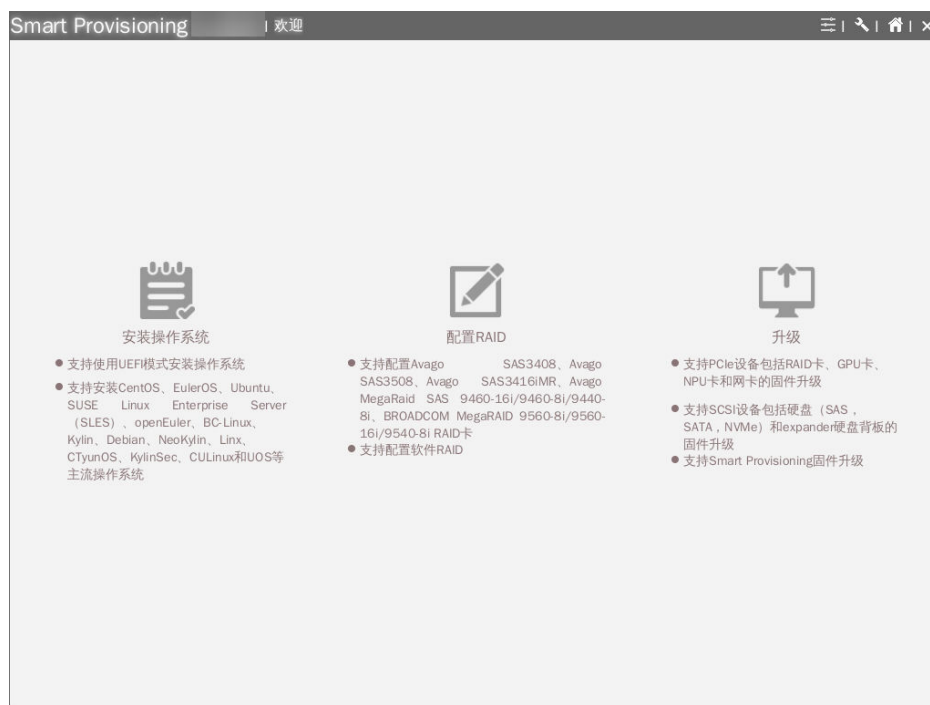 Smart Provisioning | 欢迎
安装操作系统
● 支持使用UEFI模式安装操作系统
● 支持安装CentOS、EulerOS、Ubuntu、
SUSE Linux Enterprise Server
（SLES）、openEuler、BC-Linux、
Kylin、Debian、NeoKylin、Linx、
CTyunOS、KylinSec、CULinux和UOS等
主流操作系统
配置RAID
● 支持配置Avago SAS3408、Avago
SAS3508、Avago SAS3416iMR、Avago
MegaRaid SAS 9460-16i/9460-8i/9440-
8i、BROADCOM MegaRAID 9560-8i/9560-
16i/9540-8i RAID卡
● 支持配置软件RAID
升级
● 支持PCIe设备包括RAID卡、GPU卡、
NPU卡和网卡的固件升级
● 支持SCSI设备包括硬盘（SAS，
SATA，NVMe）和expander硬盘背板的
固件升级
● 支持Smart Provisioning固件升级